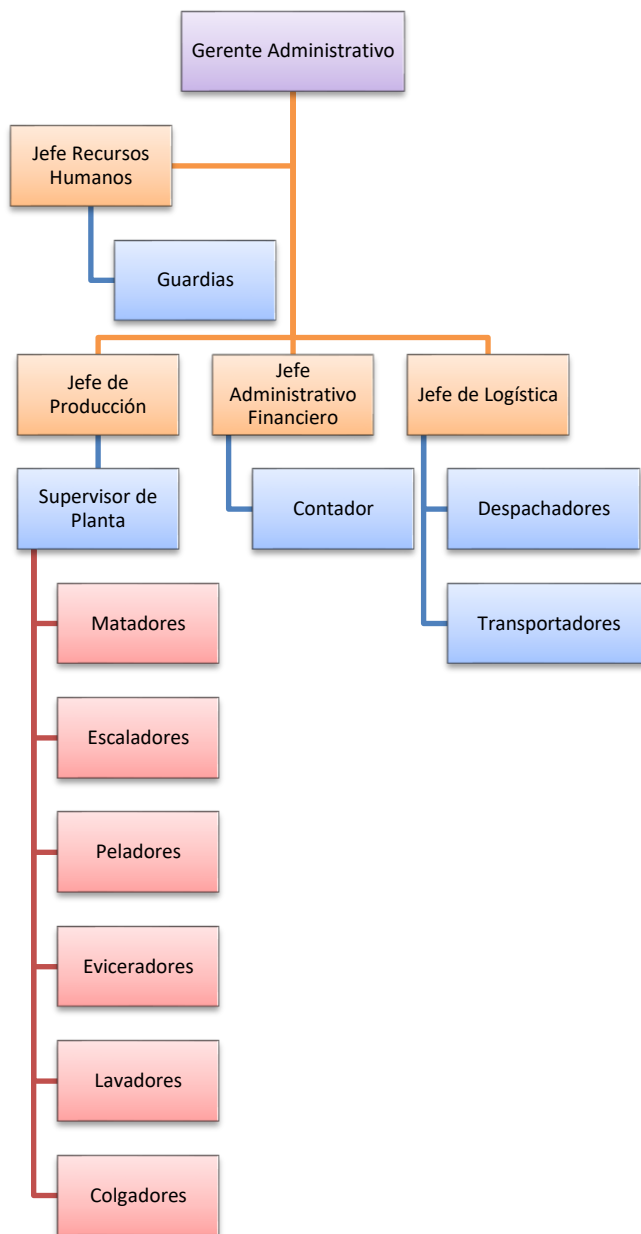 Gerente Administrativo
Jefe Recursos
Humanos
Guardias
Jefe de
Producción
Jefe
Administrativo
Financiero
Jefe de Logística
Supervisor de
Planta
Contador
Despachadores
Matadores
Transportadores
Escaladores
Peladores
Eviceradores
Lavadores
Colgadores